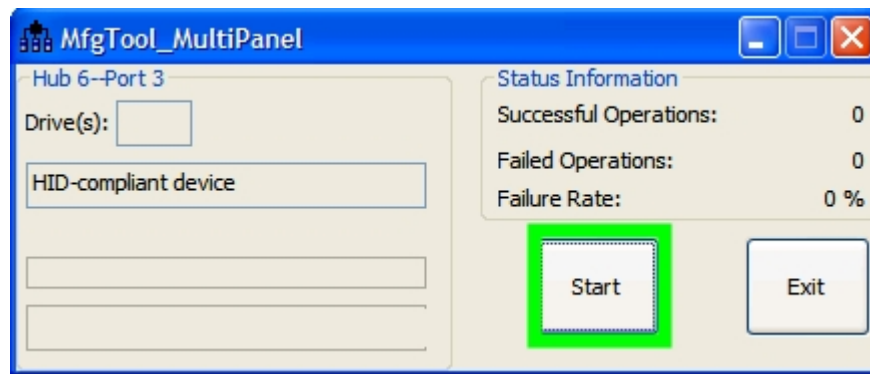 MfgTool_MultiPanel
Hub 6--Port 3
Drive(s):
HID-compliant device
Status Information
Successful Operations: 0
Failed Operations: 0
Failure Rate: 0 %
Start
Exit